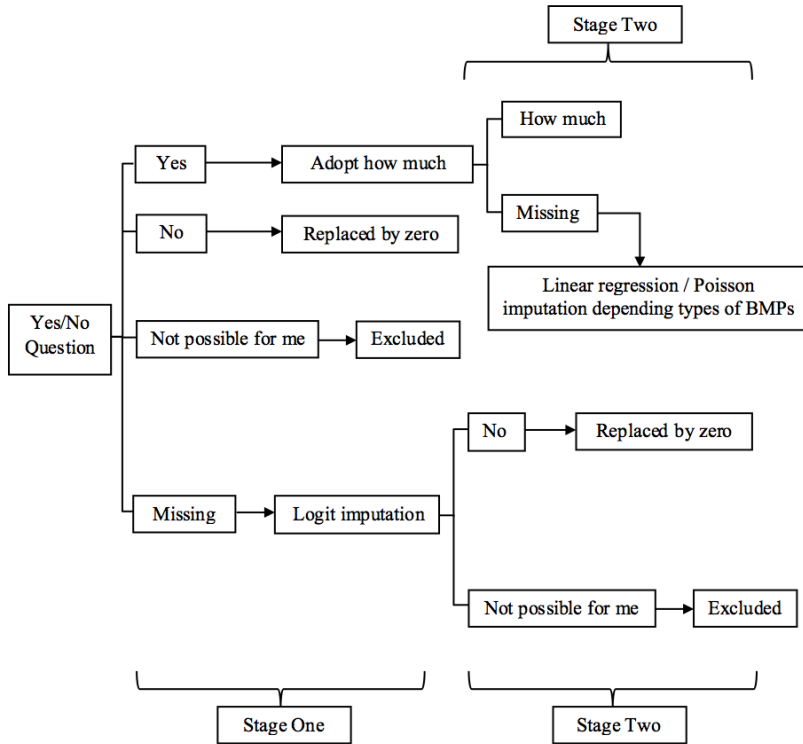 Stage Two
How much
Yes
Adopt how much
Missing
No
Replaced by zero
Linear regression / Poisson
imputation depending types of BMPs
Yes/No
Question
Not possible for me
Excluded
No
Replaced by zero
Missing
Logit imputation
Not possible for me
Excluded
Stage One
Stage Two